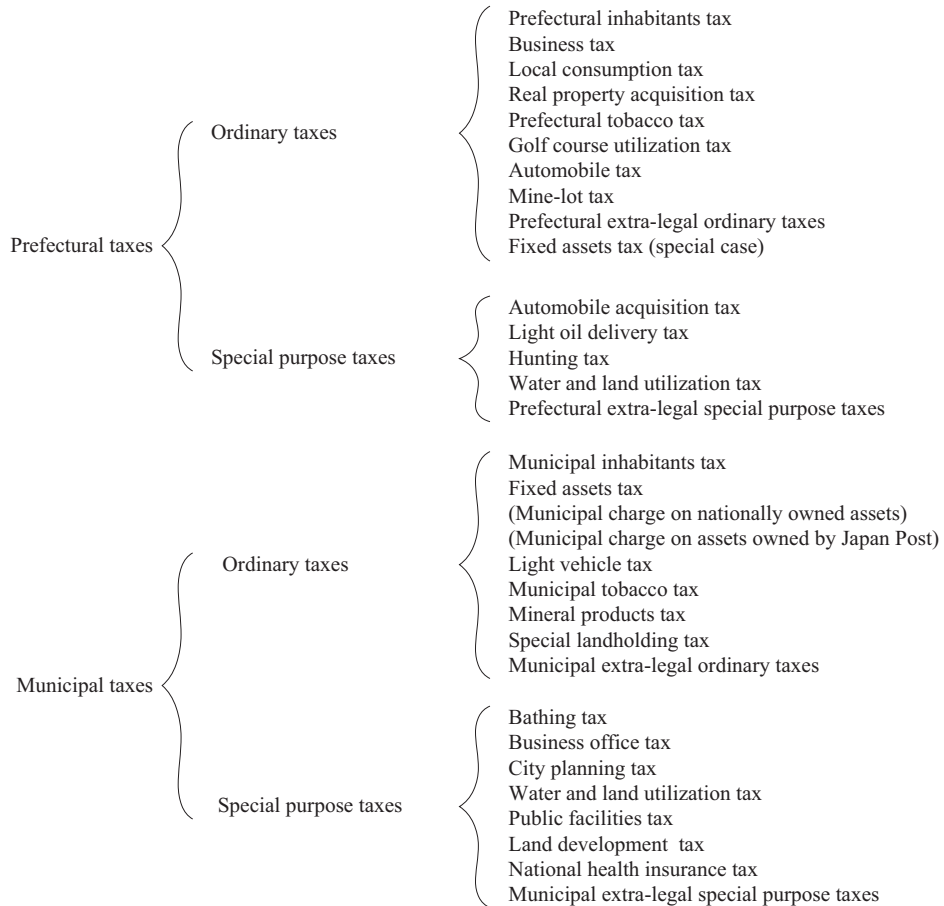 Prefectural taxes
Ordinary taxes
Prefectural inhabitants tax
Business tax
Local consumption tax
Real property acquisition tax
Prefectural tobacco tax
Golf course utilization tax
Automobile tax
Mine-lot tax
Prefectural extra-legal ordinary taxes
Fixed assets tax (special case)
Special purpose taxes
Automobile acquisition tax
Light oil delivery tax
Hunting tax
Water and land utilization tax
Prefectural extra-legal special purpose taxes
Municipal taxes
Ordinary taxes
Municipal inhabitants tax
Fixed assets tax
(Municipal charge on nationally owned assets)
(Municipal charge on assets owned by Japan Post)
Light vehicle tax
Municipal tobacco tax
Mineral products tax
Special landholding tax
Municipal extra-legal ordinary taxes
Special purpose taxes
Bathing tax
Business office tax
City planning tax
Water and land utilization tax
Public facilities tax
Land development tax
National health insurance tax
Municipal extra-legal special purpose taxes